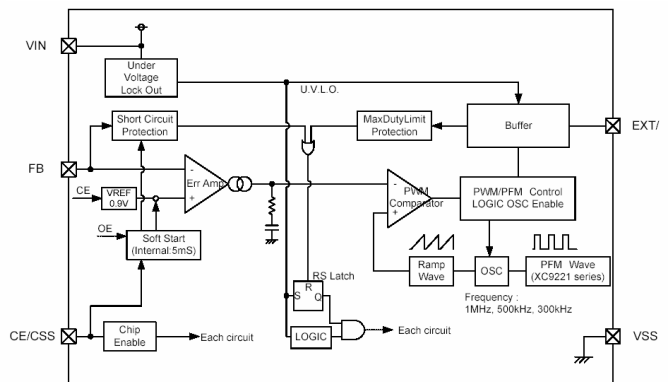 VIN
Under
Voltage
Lock Out
U.V.L.O.
Short Circuit
Protection
MaxDutyLimit
Protection
Buffer
EXT/
FB
-
Err Amp
+
CE
VREF
0.9V
-
PWM
Comparator
+
PWM/PFM Control
LOGIC OSC Enable
OE
Soft Start
(Internal:5mS)
Ramp
Wave
OSC
PFM Wave
(XC9221 series)
RS Latch
R
S
Q
Frequency :
1MHz, 500kHz, 300kHz
CE/CSS
Chip
Enable
Each circuit
LOGIC
Each circuit
VSS